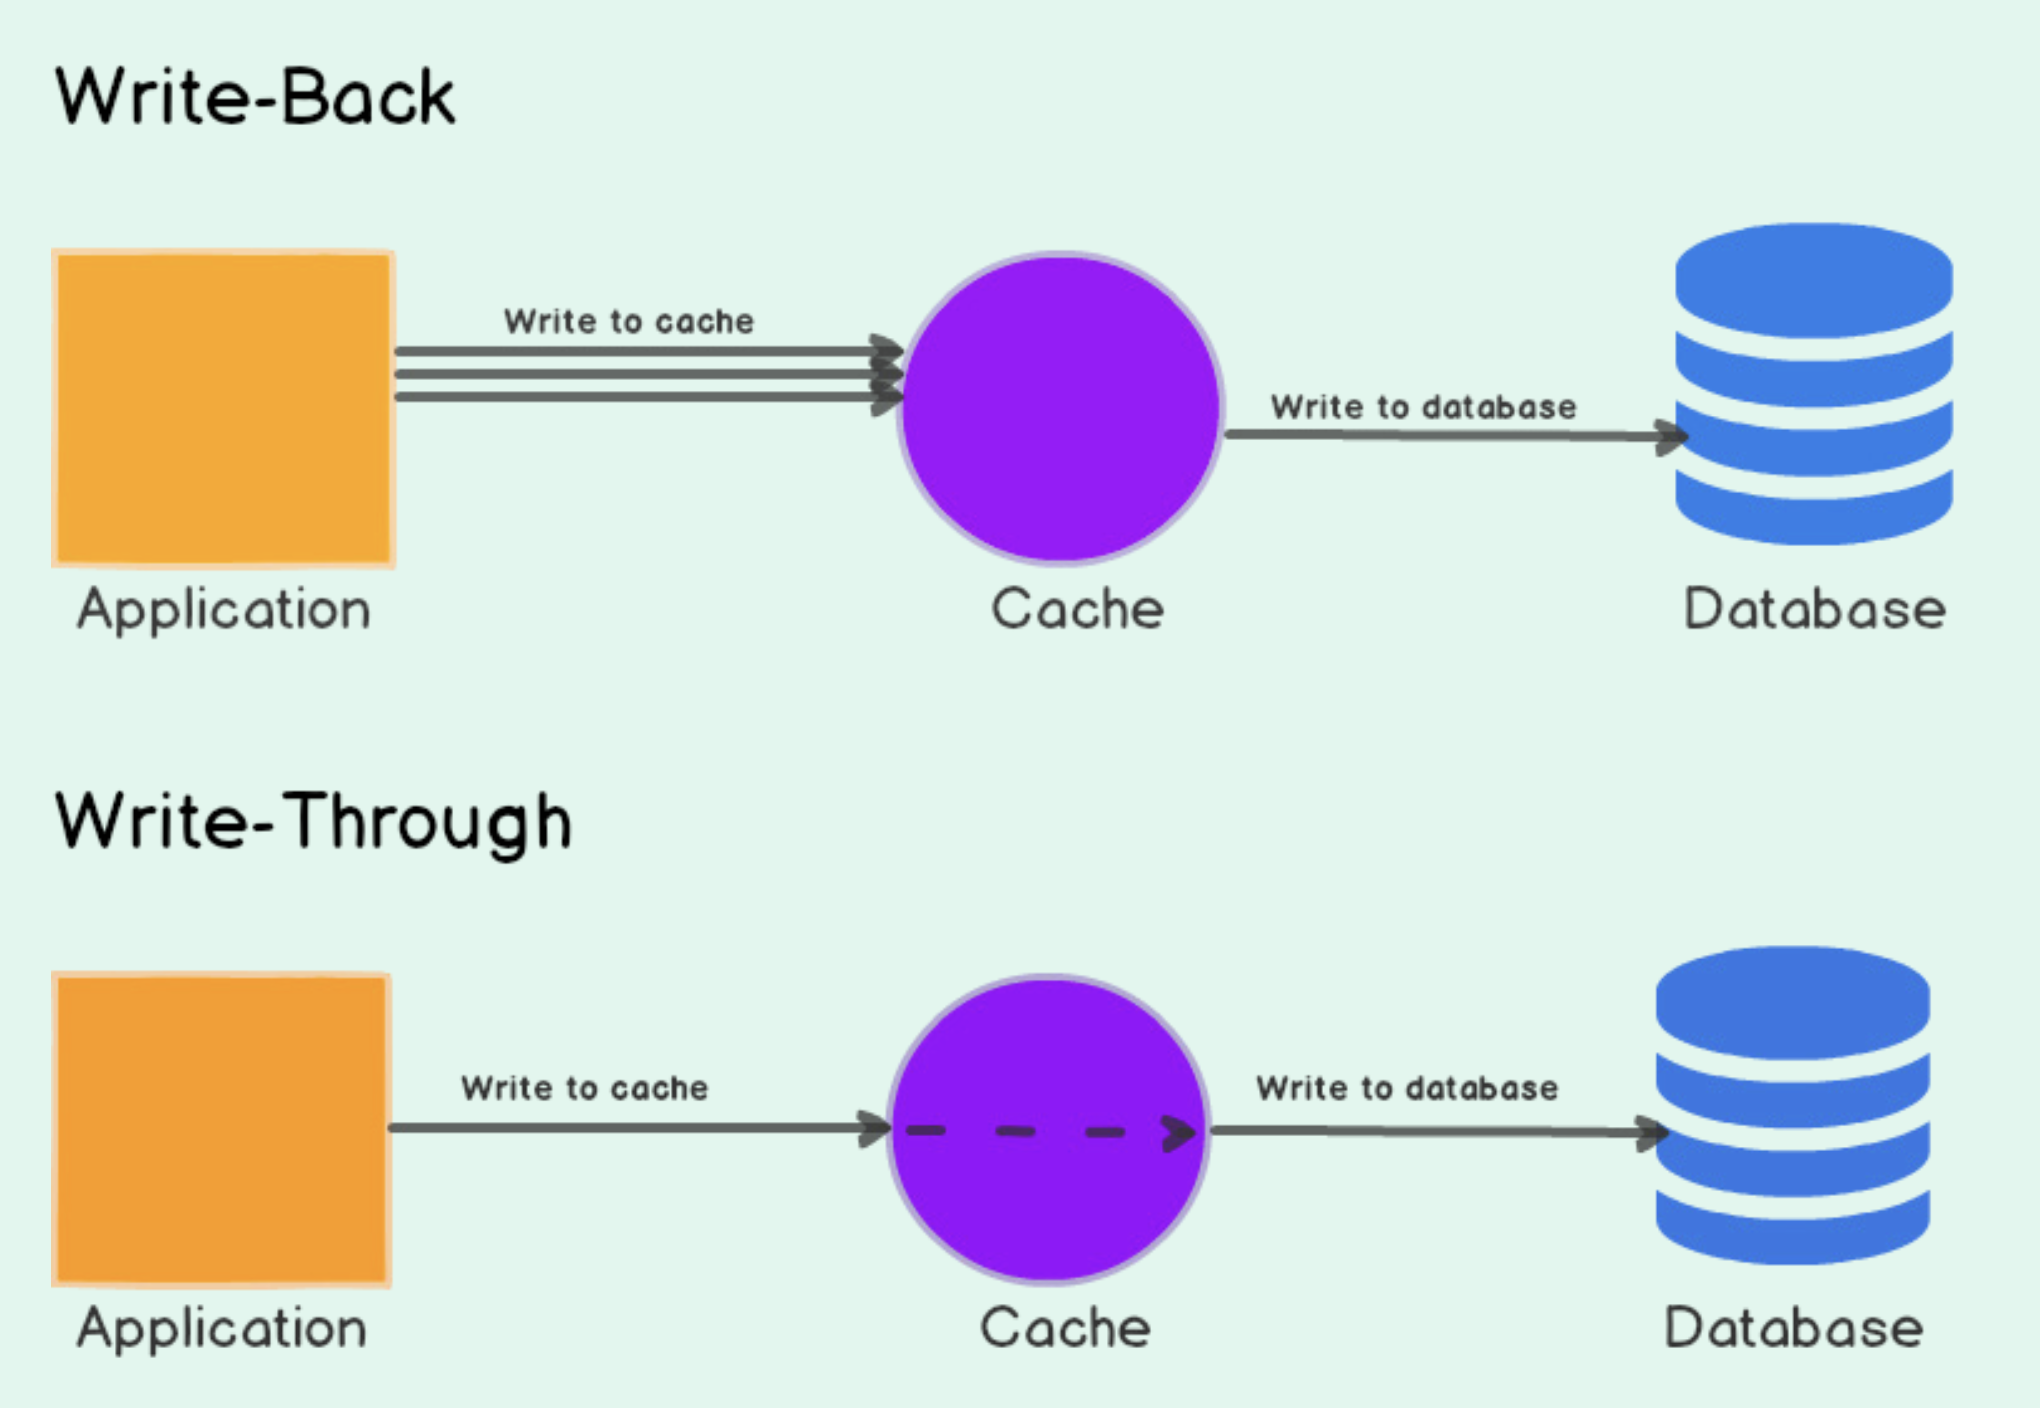 Write-Back
Write to cache
Write to database
Application
Cache
Database
Write-Through
Write to cache
Write to database
Application
Cache
Database